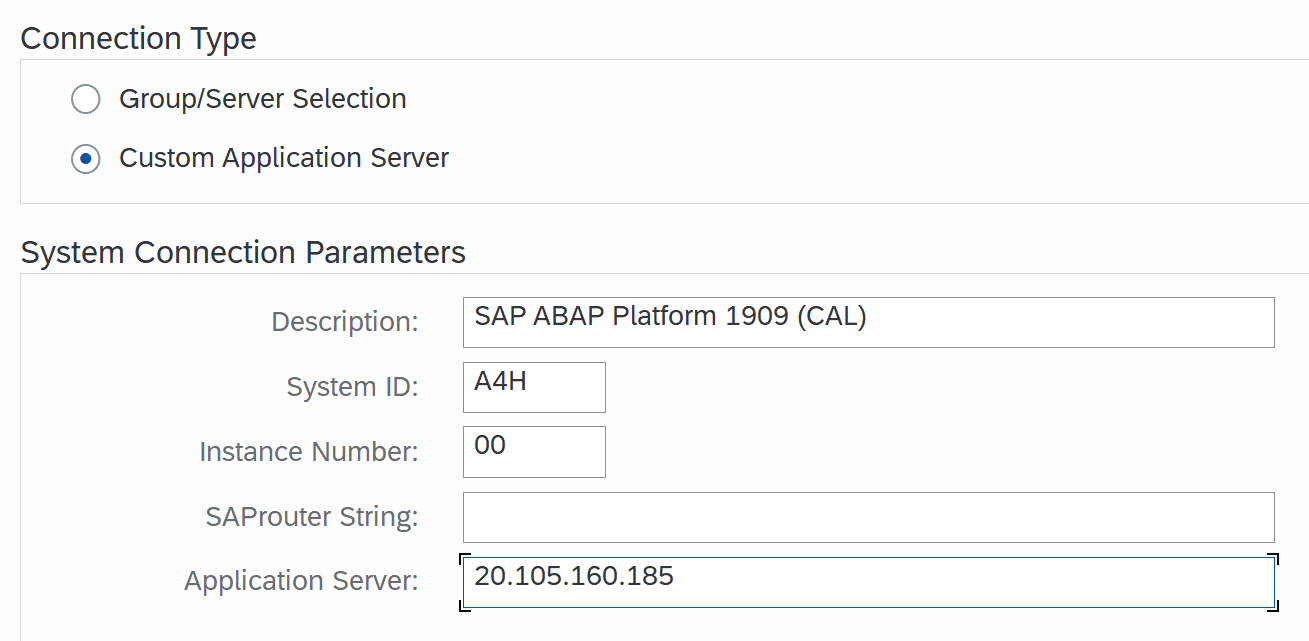 Connection Type
Group/Server Selection
Custom Application Server
System Connection Parameters
Description: SAP ABAP Platform 1909 (CAL)
System ID: A4H
Instance Number: 00
SAProuter String:
Application Server: 20.105.160.185